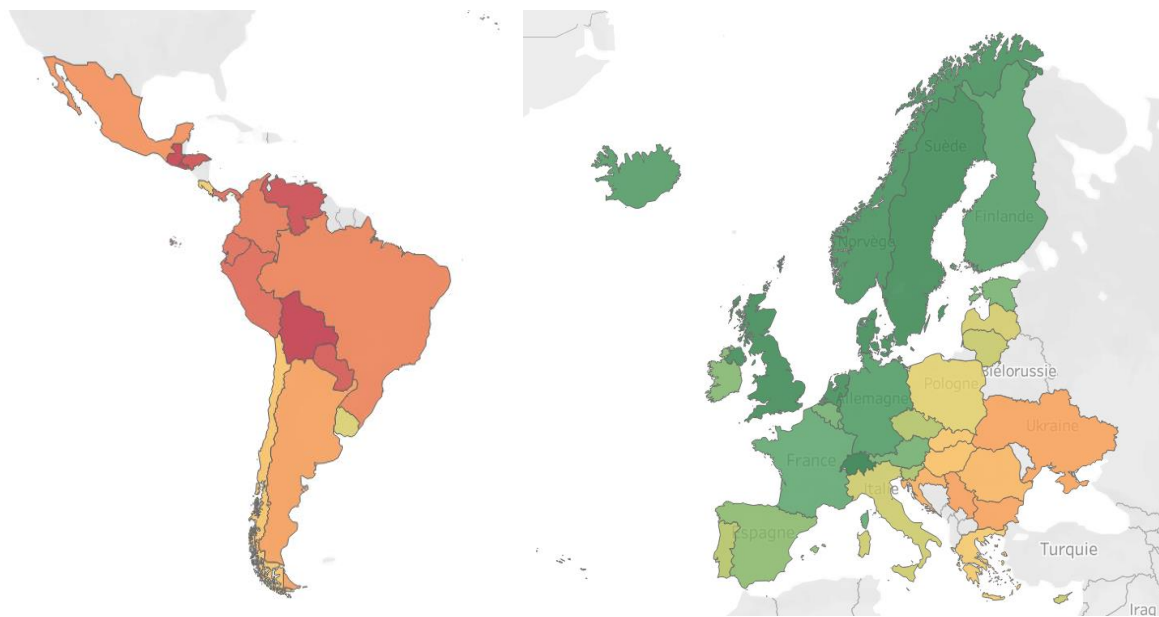 Suède
Finlande
Norvège
Biélorussie
Pologne
Allemagne
Ukraine
France
Italie
Espagne
Turquie
Iraq